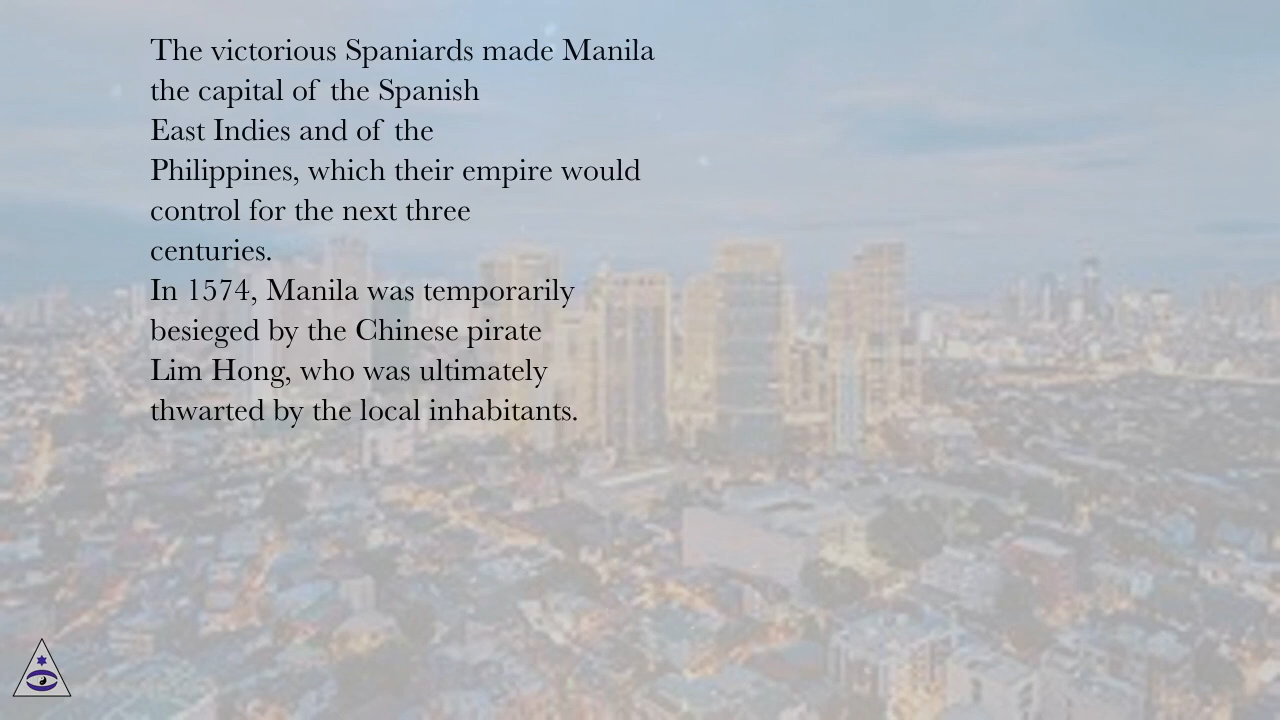 The victorious Spaniards made Manila
the capital of the Spanish
East Indies and of the
Philippines, which their empire would
control for the next three
centuries.
In 1574, Manila was temporarily
besieged by the Chinese pirate
Lim Hong, who was ultimately
thwarted by the local inhabitants.